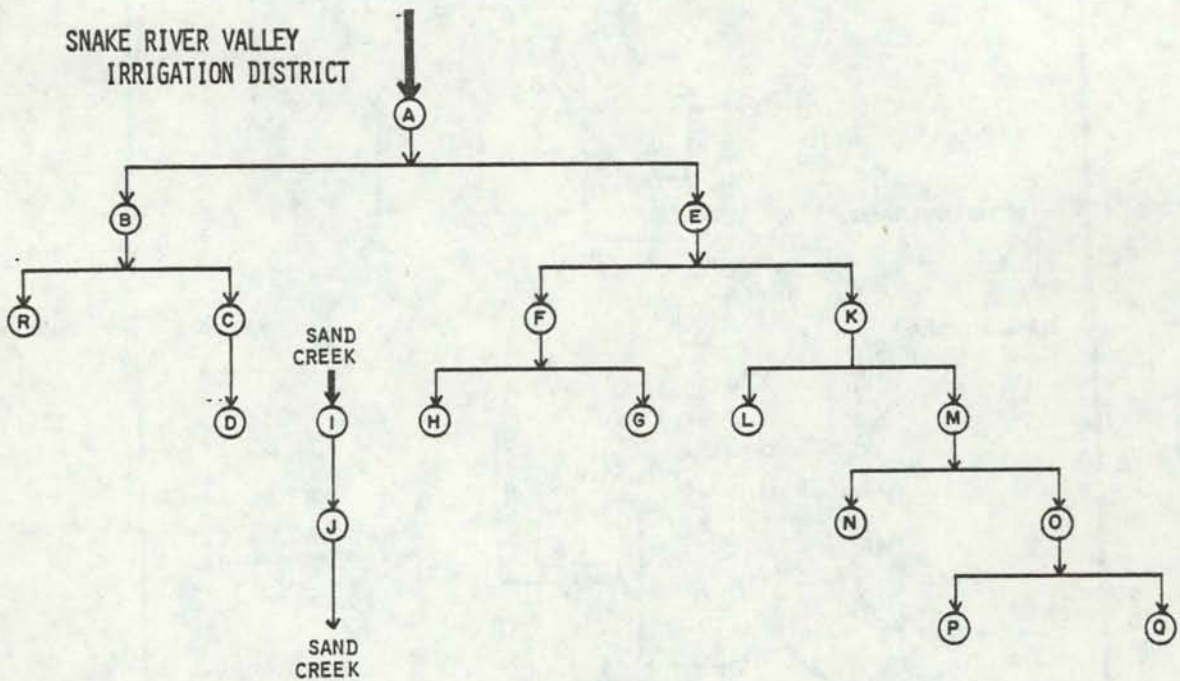 SNAKE RIVER VALLEY
IRRIGATION DISTRICT
A
B
E
R
C
F
K
SAND
CREEK
D
I
H
G
L
M
J
N
O
SAND
CREEK
P
Q